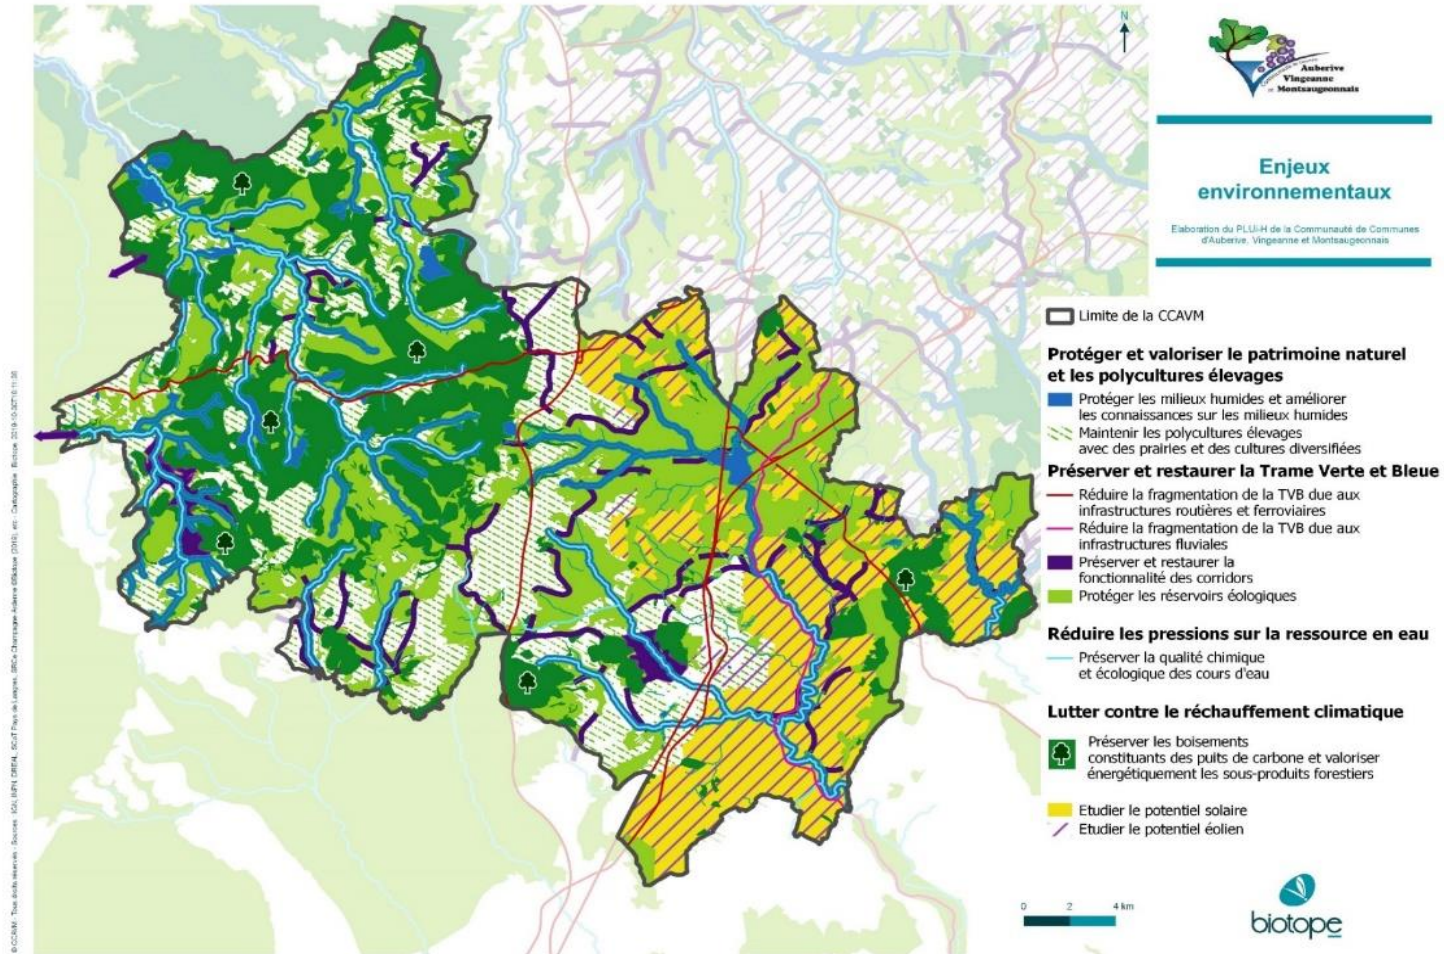 N
Auberive
Vingeanne
et Montsaugeonnais
Enjeux
environnementaux
Elaboration du PLUi-H de la Communauté de Communes
d'Auberive, Vingeanne et Montsaugeonnais
Limite de la CCAVM
Protéger et valoriser le patrimoine naturel
et les polycultures élevages
Protéger les milieux humides et améliorer
les connaissances sur les milieux humides
Maintenir les polycultures élevages
avec des prairies et des cultures diversifiées
Préserver et restaurer la Trame Verte et Bleue
Réduire la fragmentation de la TVB due aux
infrastructures routières et ferroviaires
Réduire la fragmentation de la TVB due aux
infrastructures fluviales
Préserver et restaurer la
fonctionnalité des corridors
Protéger les réservoirs éologiques
Réduire les pressions sur la ressource en eau
Préserver la qualité chimique
et écologique des cours d'eau
Lutter contre le réchauffement climatique
Préserver les boisements
constituants des puits de carbone et valoriser
énergétiquement les sous-produits forestiers
Etudier le potentiel solaire
Etudier le potentiel éolien
0 2 4 km
biotope